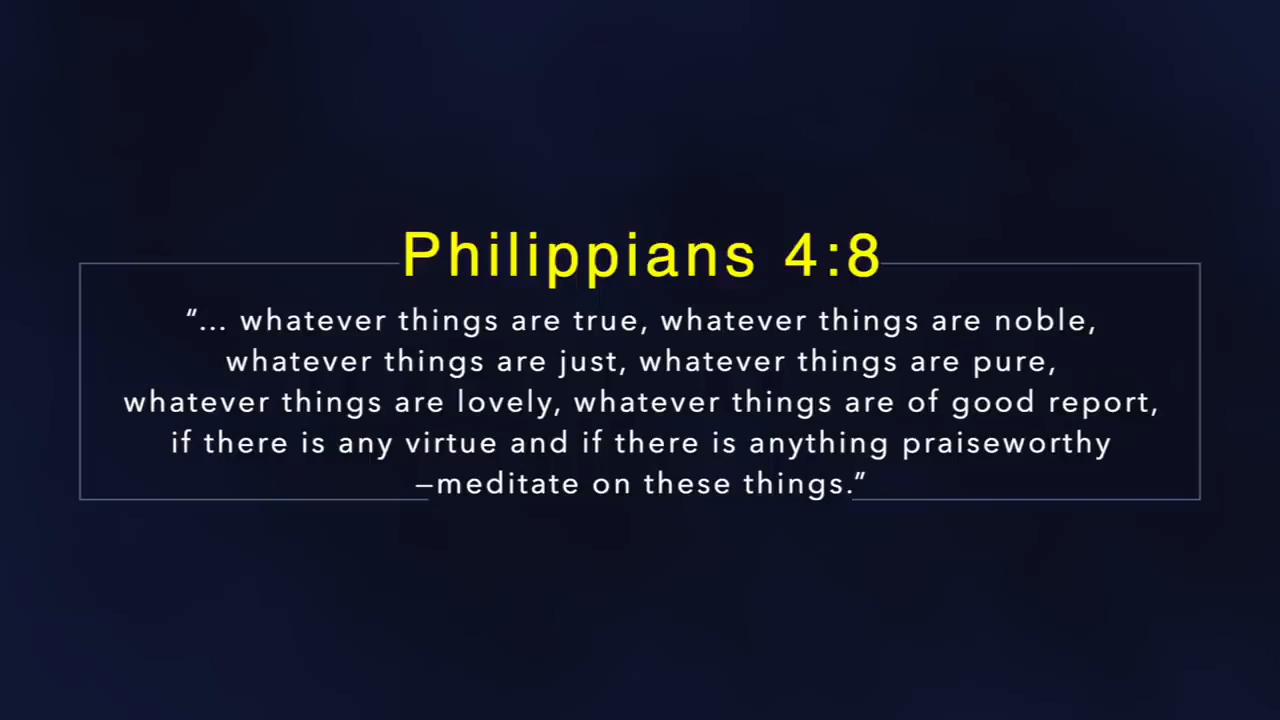 Philippians 4:8
“... whatever things are true, whatever things are noble,
whatever things are just, whatever things are pure,
whatever things are lovely, whatever things are of good report,
if there is any virtue and if there is anything praiseworthy
—meditate on these things.”